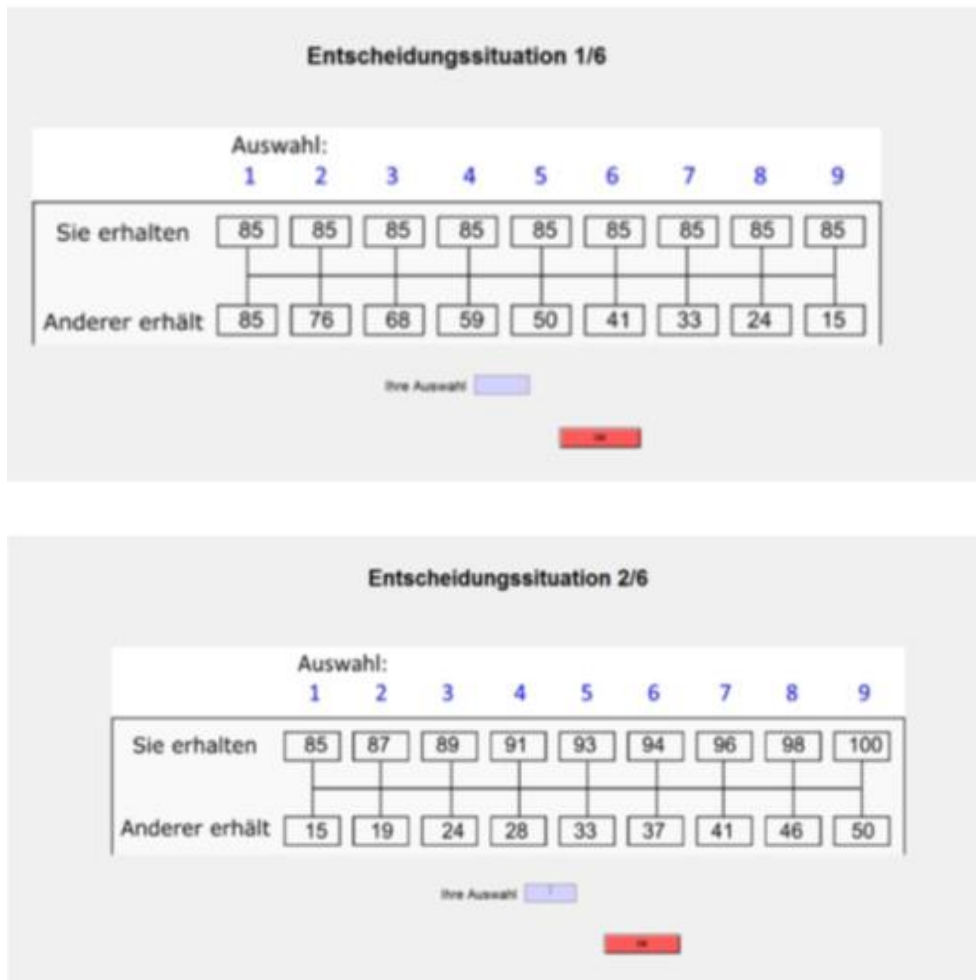 Entscheidungssituation 1/6
Auswahl:
1 2 3 4 5 6 7 8 9
Sie erhalten 85 85 85 85 85 85 85 85 85
Anderer erhält 85 76 68 59 50 41 33 24 15
Ihre Auswahl
Entscheidungssituation 2/6
Auswahl:
1 2 3 4 5 6 7 8 9
Sie erhalten 85 87 89 91 93 94 96 98 100
Anderer erhält 15 19 24 28 33 37 41 46 50
Ihre Auswahl